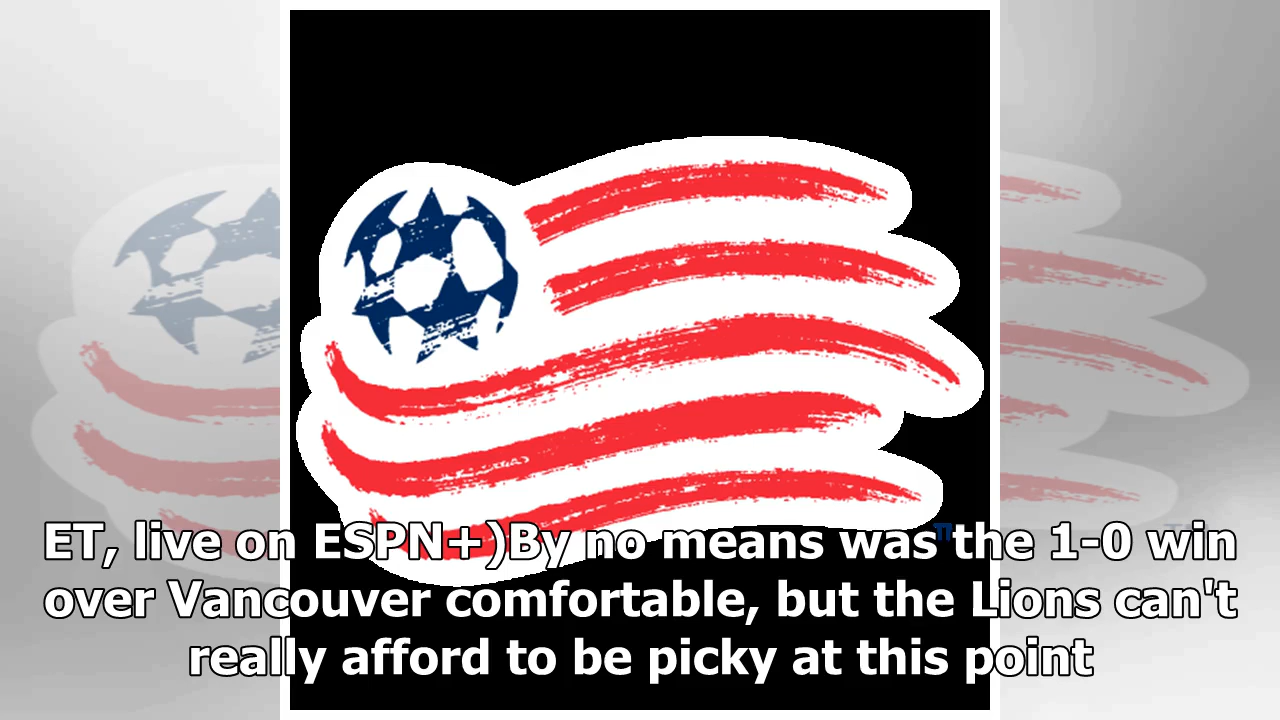 ET, live on ESPN+)By no means was the 1-0 win
over Vancouver comfortable, but the Lions can't
really afford to be picky at this point